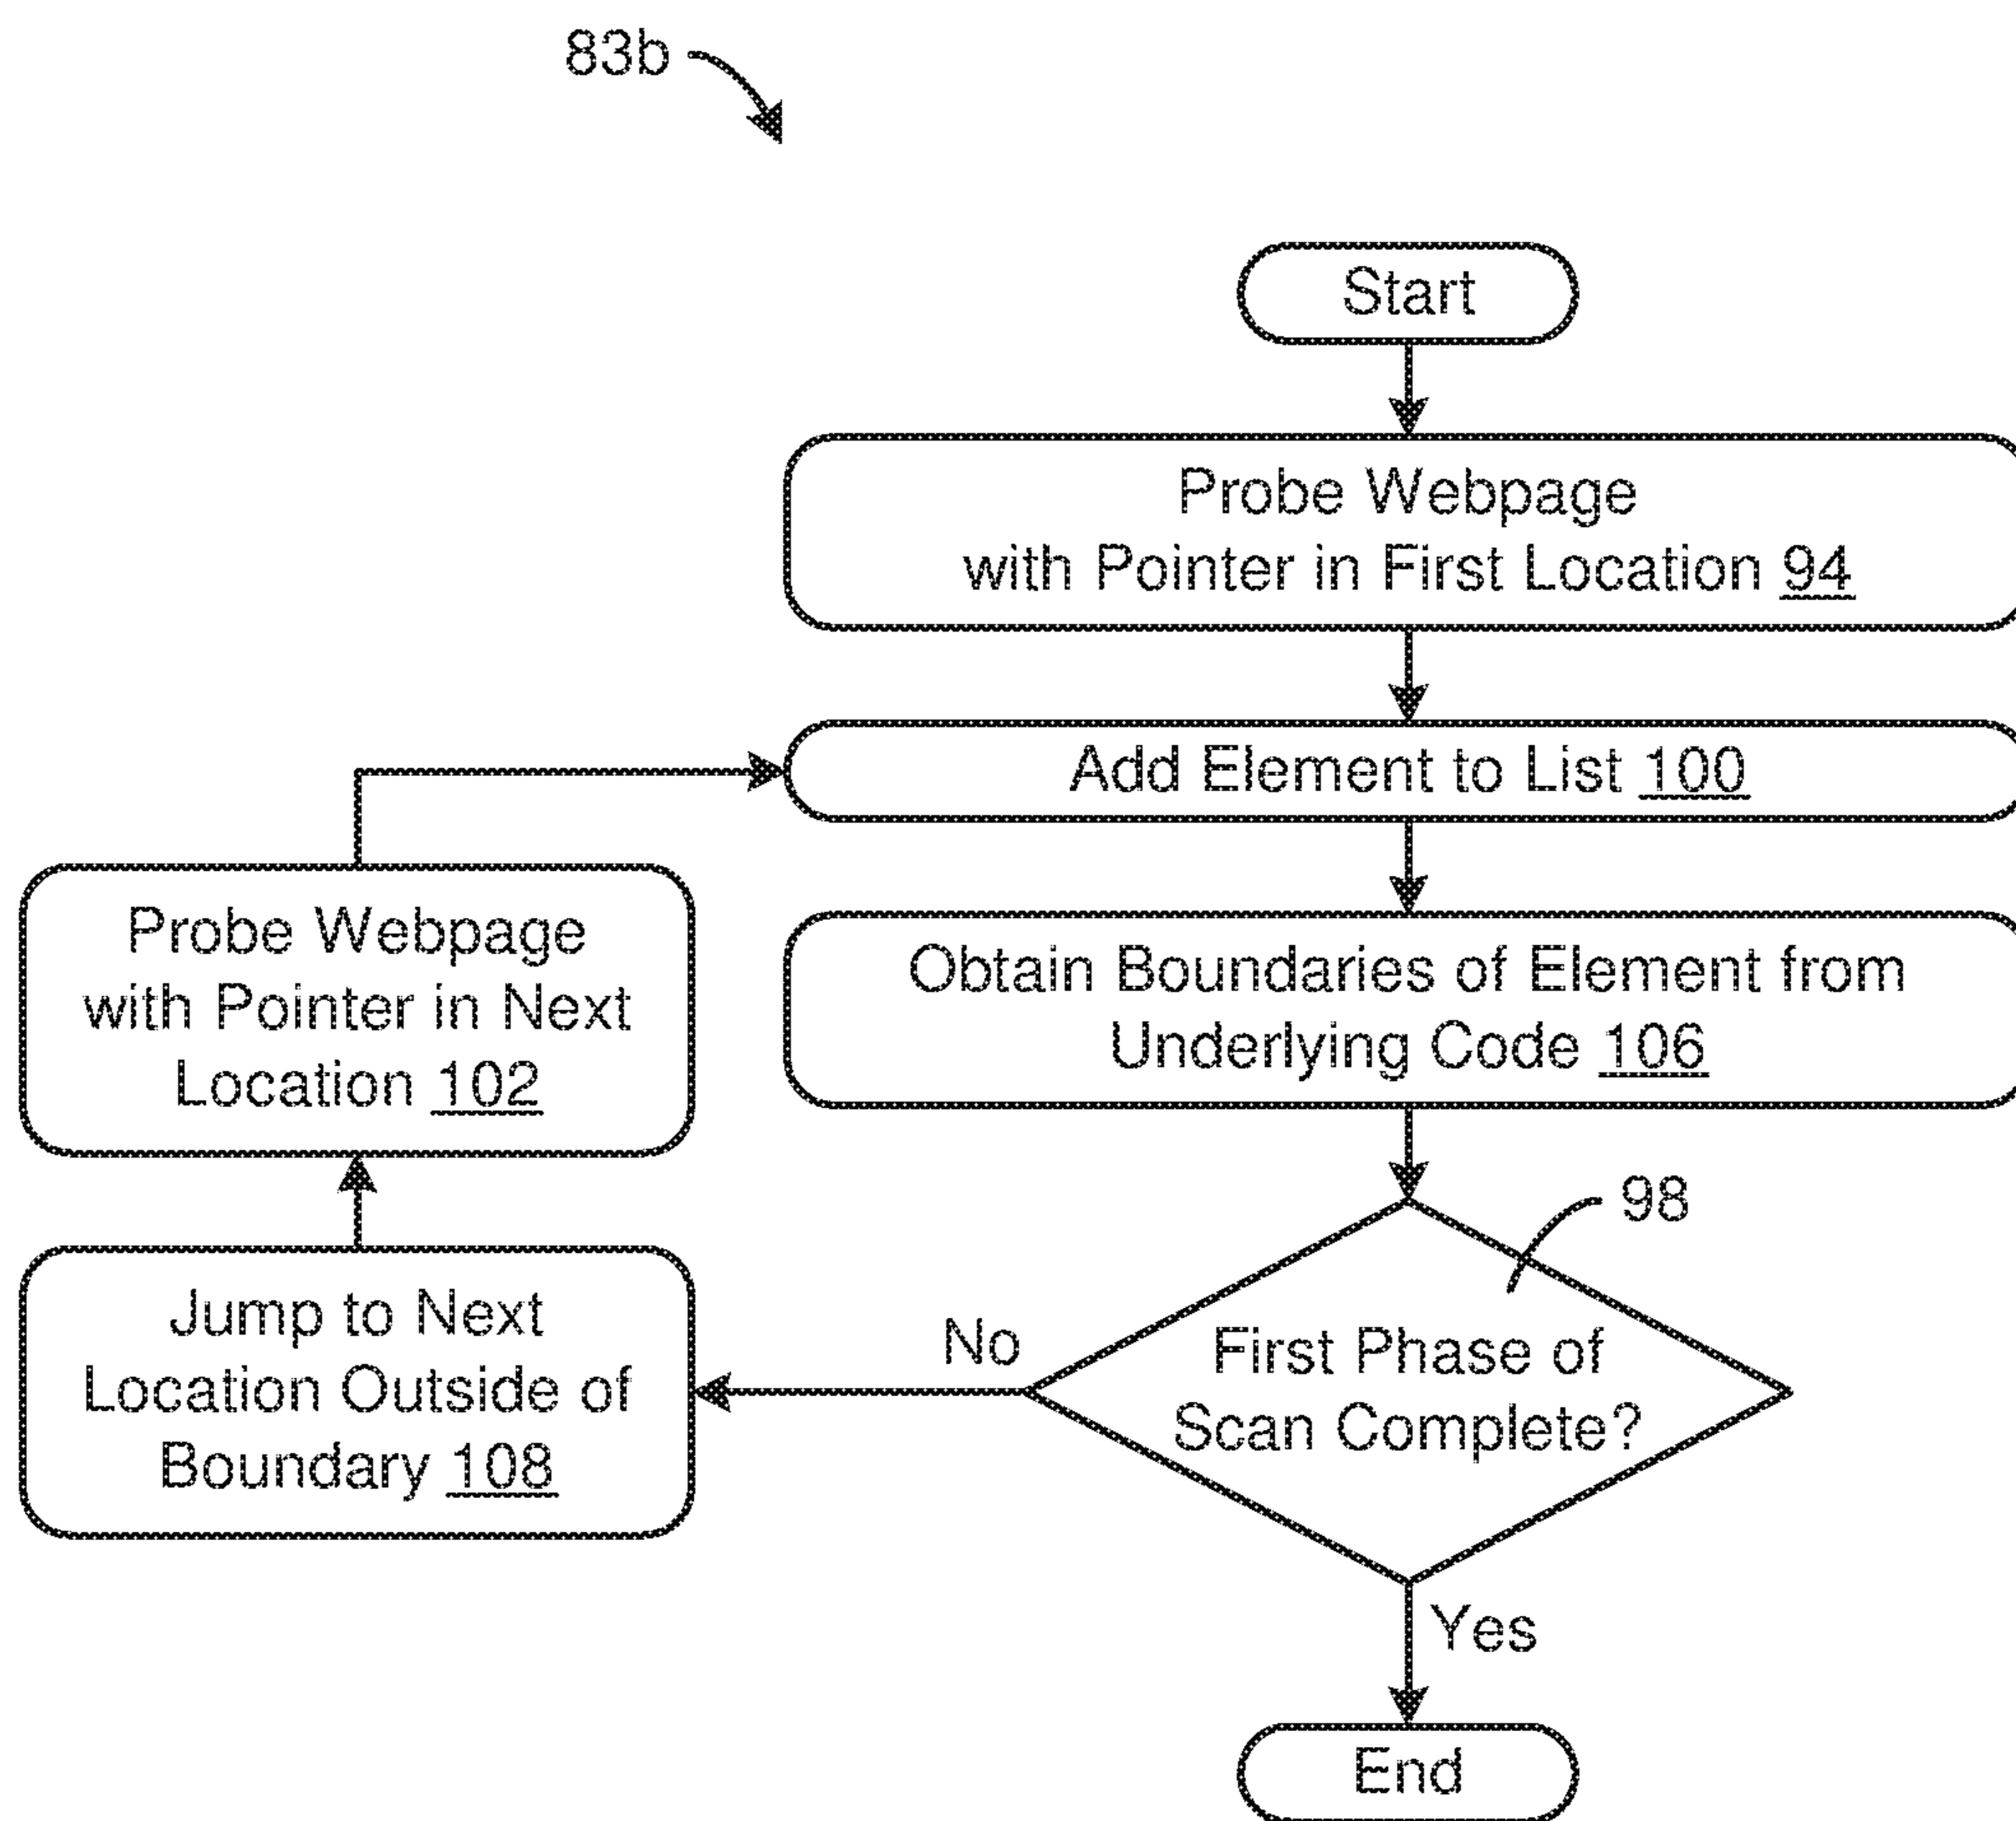 83b
Start
Probe Webpage
with Pointer in First Location 94
Add Element to List 100
Obtain Boundaries of Element from
Underlying Code 106
98
First Phase of
Scan Complete?
No
Jump to Next
Location Outside of
Boundary 108
Probe Webpage
with Pointer in Next
Location 102
Yes
End